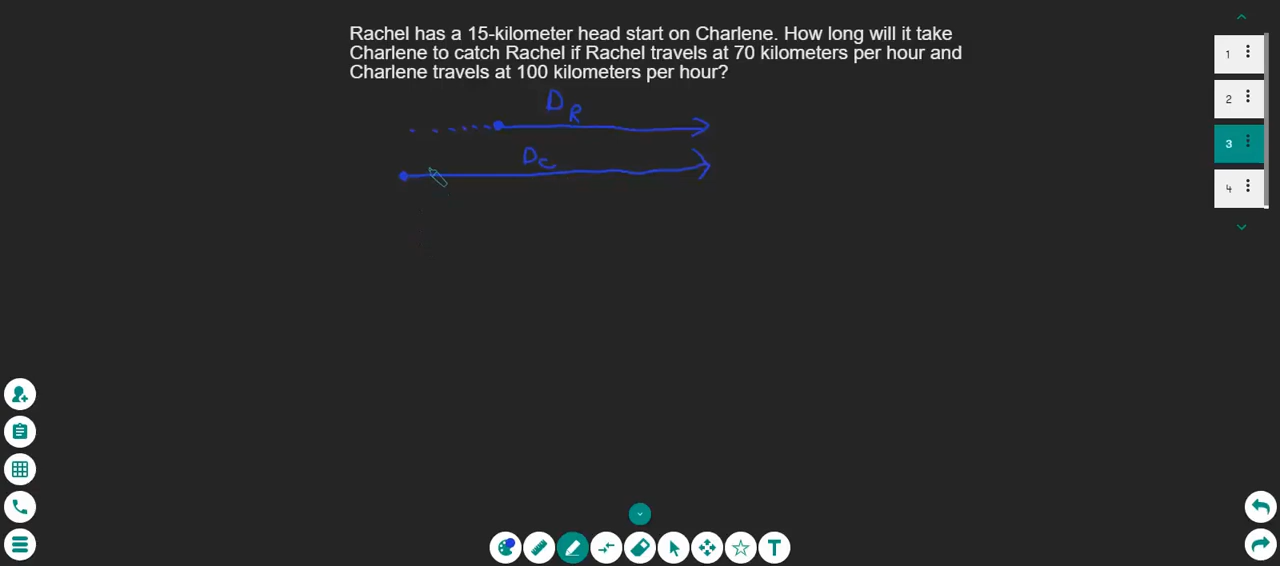 Rachel has a 15-kilometer head start on Charlene. How long will it take
Charlene to catch Rachel if Rachel travels at 70 kilometers per hour and
Charlene travels at 100 kilometers per hour?
D_R
D_C
1
2
3
4
T